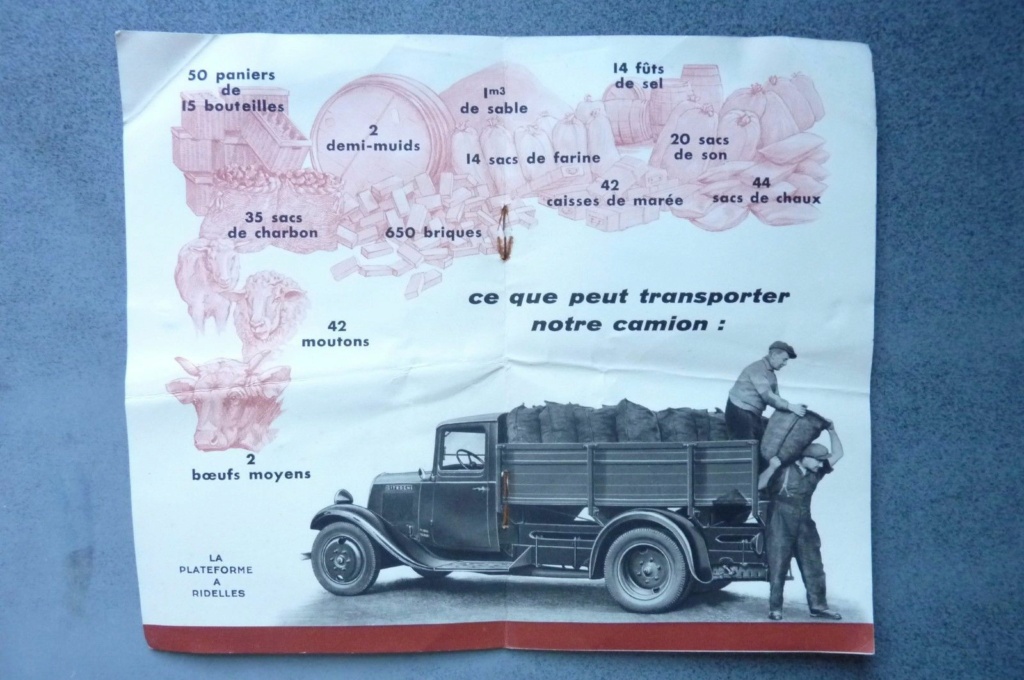 50 paniers
de
15 bouteilles
2
demi-muids
1m3
de sable
14 fûts
de sel
14 sacs de farine
20 sacs
de son
42
caisses de marée
44
sacs de chaux
35 sacs
de charbon
650 briques
ce que peut transporter
notre camion :
42
moutons
2
bœufs moyens
CITROËN
LA
PLATEFORME
A
RIDELLES